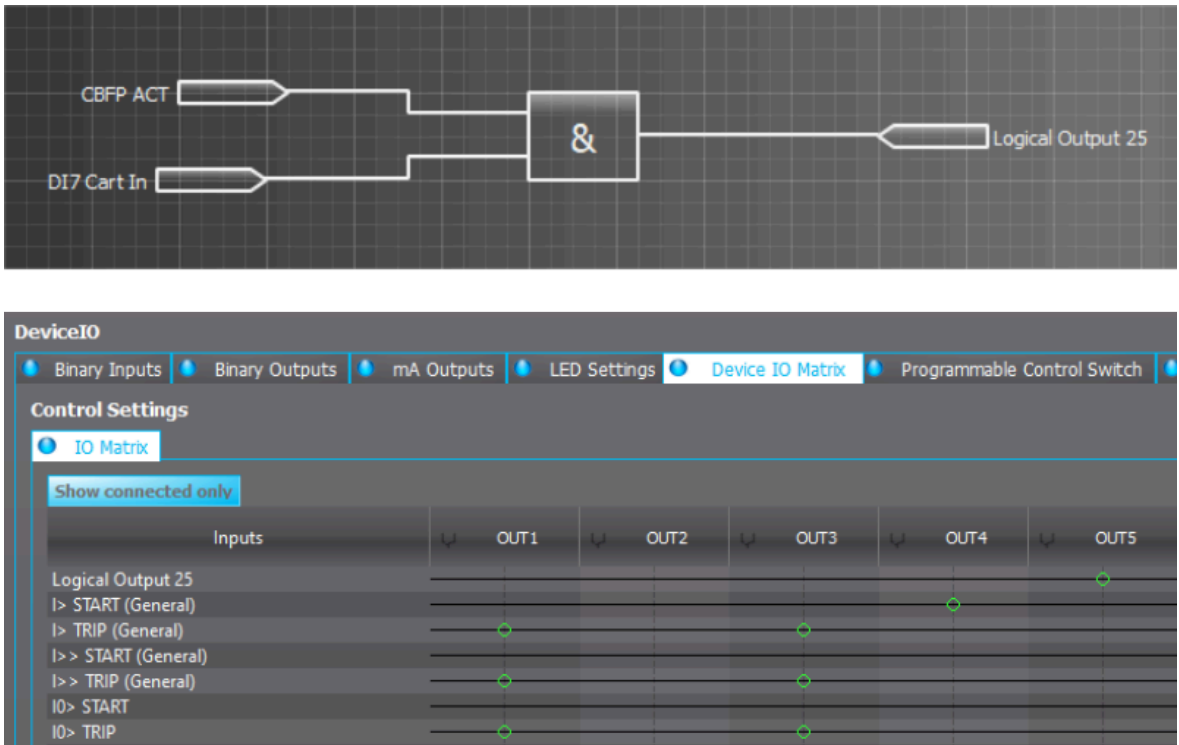 CBFP ACT
&
Logical Output 25
DI7 Cart In
DeviceIO
Binary Inputs Binary Outputs mA Outputs LED Settings Device IO Matrix Programmable Control Switch
Control Settings
IO Matrix
Show connected only
Inputs OUT1 OUT2 OUT3 OUT4 OUT5
Logical Output 25
I> START (General)
I> TRIP (General)
I>> START (General)
I>> TRIP (General)
I0> START
I0> TRIP